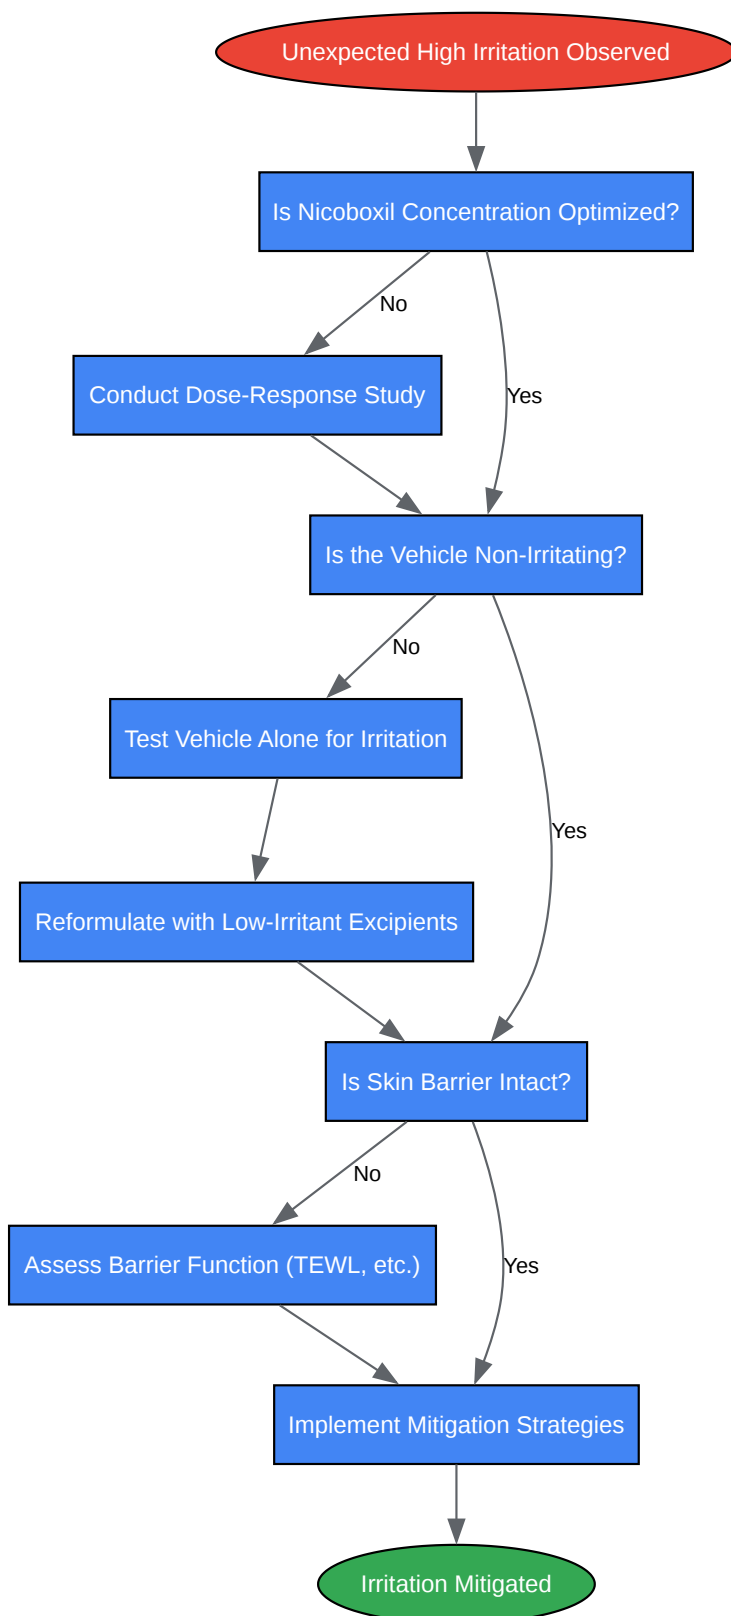 Unexpected High Irritation Observed
Is Nicoboxil Concentration Optimized?
No
Conduct Dose-Response Study
Yes
Is the Vehicle Non-Irritating?
No
Test Vehicle Alone for Irritation
Yes
Reformulate with Low-Irritant Excipients
Is Skin Barrier Intact?
No
Assess Barrier Function (TEWL, etc.)
Yes
Implement Mitigation Strategies
Irritation Mitigated